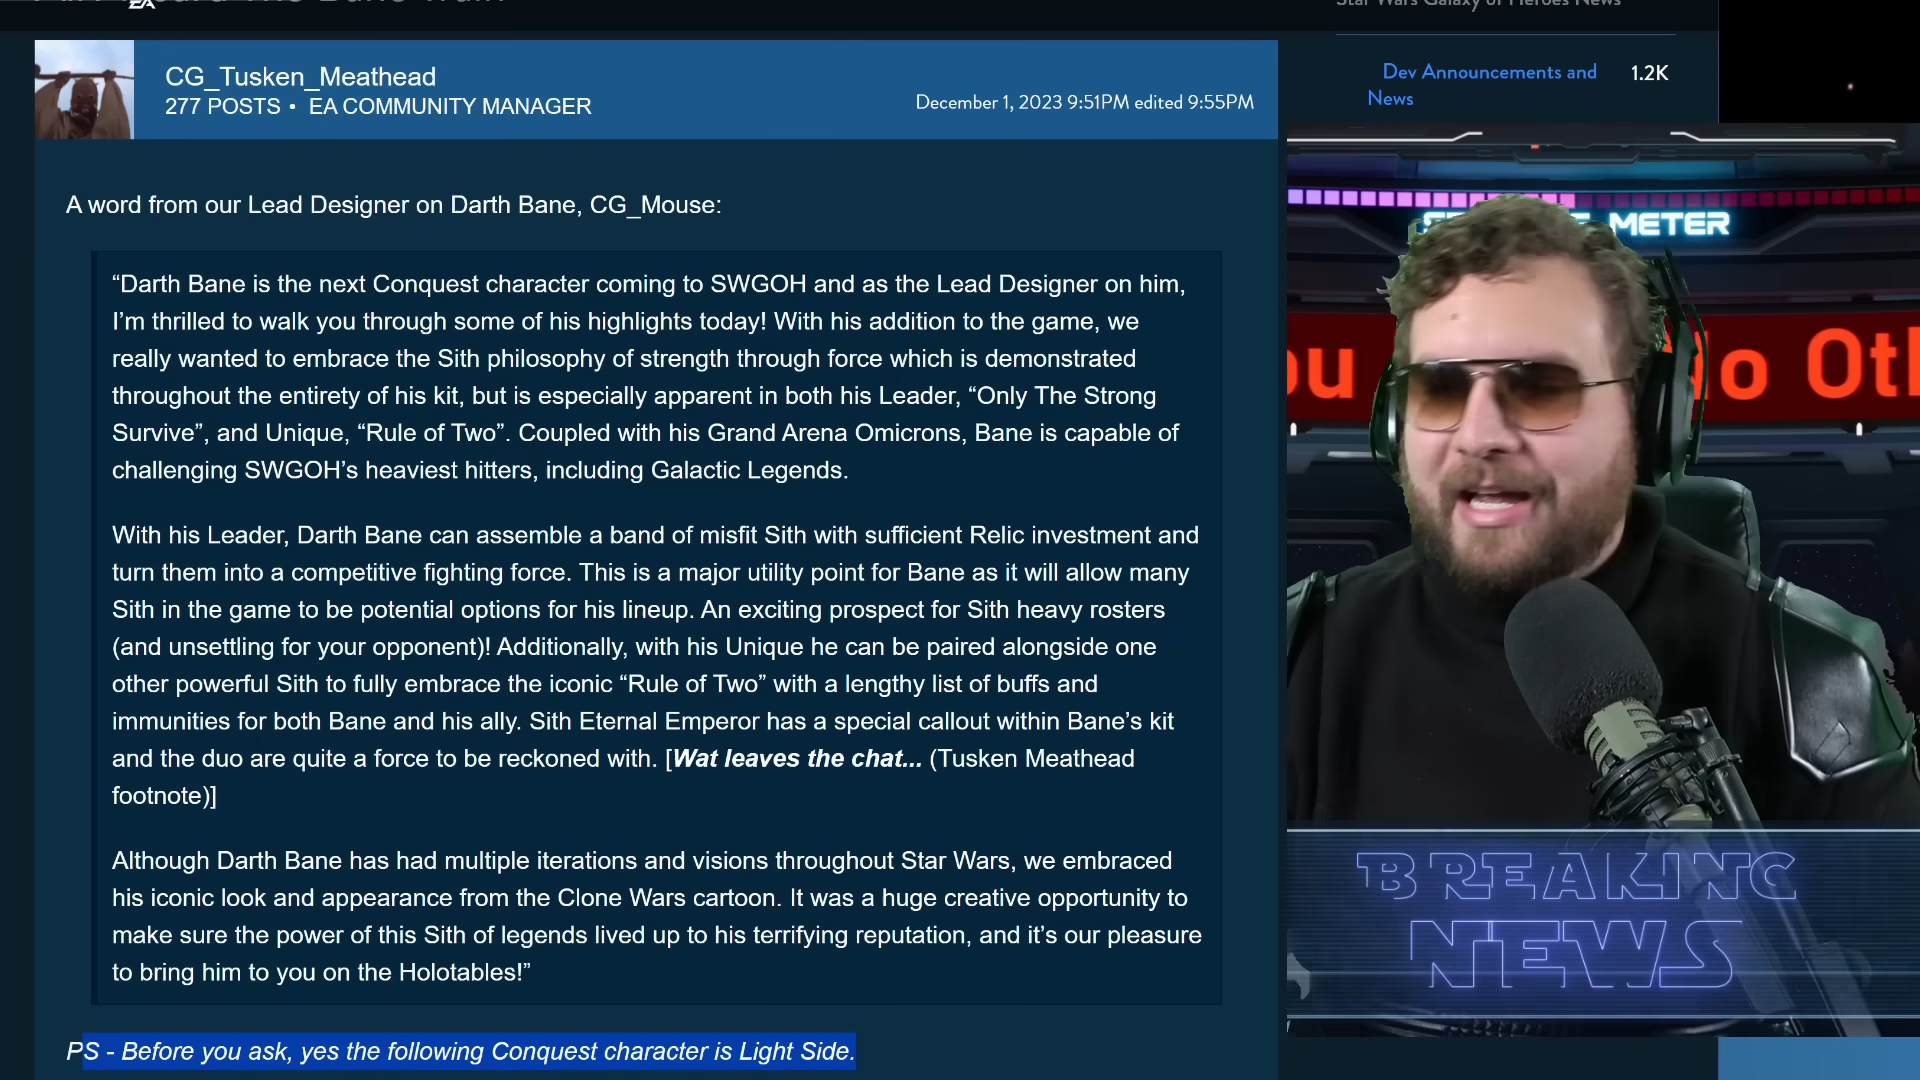 EA
Star Wars Galaxy of Heroes News
CG_Tusken_Meathead
277 POSTS • EA COMMUNITY MANAGER
December 1, 2023 9:51PM edited 9:55PM
Dev Announcements and
News
1.2K
A word from our Lead Designer on Darth Bane, CG_Mouse:
“Darth Bane is the next Conquest character coming to SWGOH and as the Lead Designer on him,
I’m thrilled to walk you through some of his highlights today! With his addition to the game, we
really wanted to embrace the Sith philosophy of strength through force which is demonstrated
throughout the entirety of his kit, but is especially apparent in both his Leader, “Only The Strong
Survive”, and Unique, “Rule of Two”. Coupled with his Grand Arena Omicrons, Bane is capable of
challenging SWGOH’s heaviest hitters, including Galactic Legends.
With his Leader, Darth Bane can assemble a band of misfit Sith with sufficient Relic investment and
turn them into a competitive fighting force. This is a major utility point for Bane as it will allow many
Sith in the game to be potential options for his lineup. An exciting prospect for Sith heavy rosters
(and unsettling for your opponent)! Additionally, with his Unique he can be paired alongside one
other powerful Sith to fully embrace the iconic “Rule of Two” with a lengthy list of buffs and
immunities for both Bane and his ally. Sith Eternal Emperor has a special callout within Bane’s kit
and the duo are quite a force to be reckoned with. [Wat leaves the chat... (Tusken Meathead
footnote)]
Although Darth Bane has had multiple iterations and visions throughout Star Wars, we embraced
his iconic look and appearance from the Clone Wars cartoon. It was a huge creative opportunity to
make sure the power of this Sith of legends lived up to his terrifying reputation, and it’s our pleasure
to bring him to you on the Holotables!”
PS - Before you ask, yes the following Conquest character is Light Side.
METER
ou
No Oth
BREAKING
NEWS